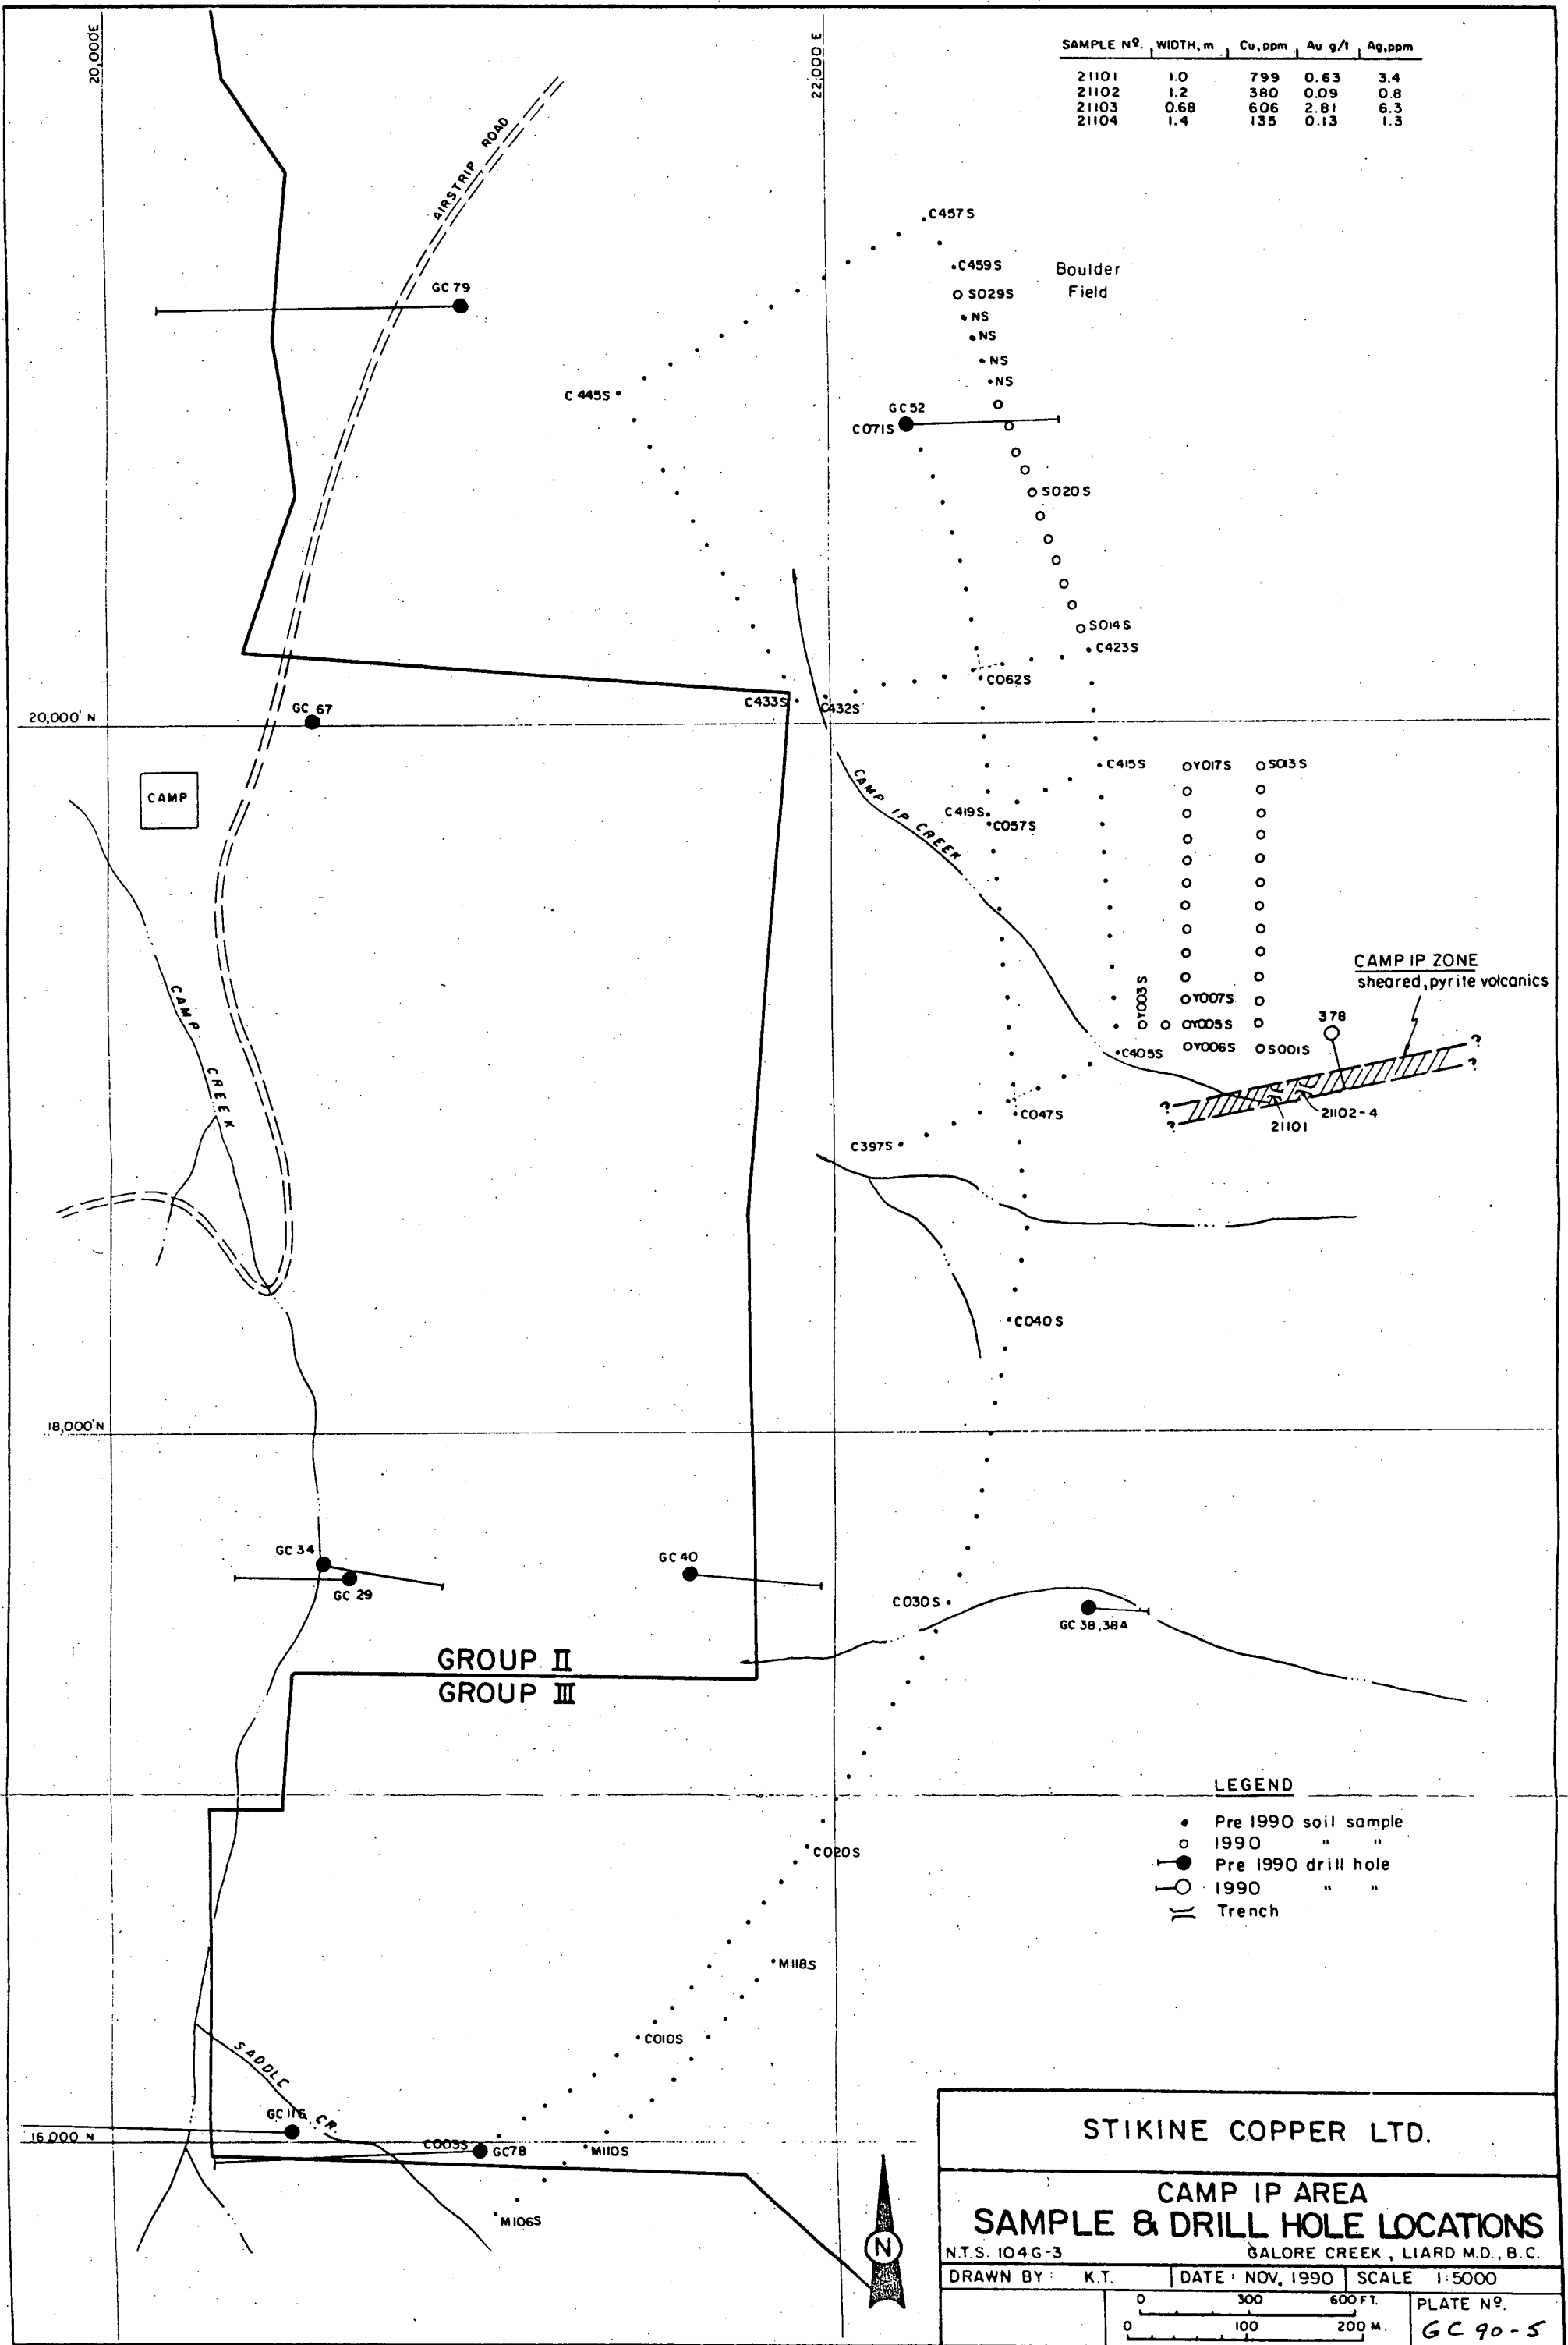 20,000E
22,000 E
SAMPLE Nº. WIDTH, m Cu, ppm Au g/t Ag, ppm
21101 1.0 799 0.63 3.4
21102 1.2 380 0.09 0.8
21103 0.68 606 2.81 6.3
21104 1.4 135 0.13 1.3
AIRSTRIP ROAD
C457S
C459S
Boulder
Field
S029S
NS
NS
NS
NS
GC 79
C 445S
GC 52
C071S
S020S
S014S
C423S
C062S
C433S
C432S
20,000' N
GC 67
CAMP
CAMP IP CREEK
C415S
Y017S
S013S
C419S
C057S
CAMP IP ZONE
sheared, pyrite volcanics
Y003S
Y007S
Y005S
378
C405S
Y006S
S001S
?
?
?
?
21102-4
21101
CAMP CREEK
C047S
C397S
C040S
18,000' N
GC 34
GC 29
GC 40
C030S
GC 38, 38A
GROUP II
GROUP III
LEGEND
Pre 1990 soil sample
1990 " "
Pre 1990 drill hole
1990 " "
Trench
C020S
M118S
C010S
SADDLE CR.
GC 116
16,000 N
C003S
GC78
M110S
M106S
N
STIKINE COPPER LTD.
CAMP IP AREA
SAMPLE & DRILL HOLE LOCATIONS
N.T.S. 104G-3 GALORE CREEK, LIARD M.D., B.C.
DRAWN BY: K.T. DATE: NOV, 1990 SCALE 1:5000
0 300 600 FT.
0 100 200 M.
PLATE Nº.
GC 90-5